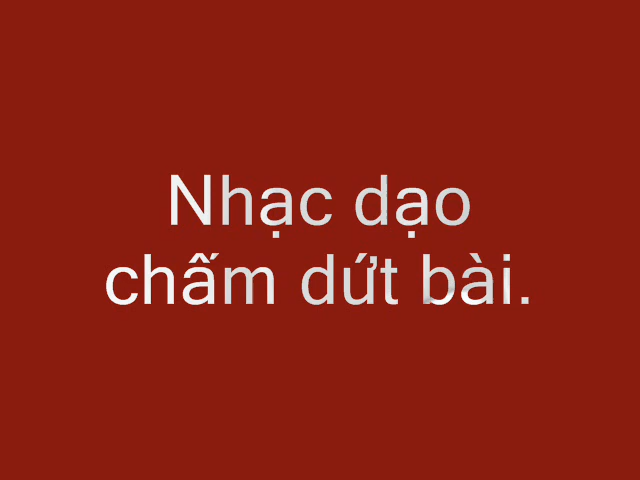 Nhạc dạo
chấm dứt bài.